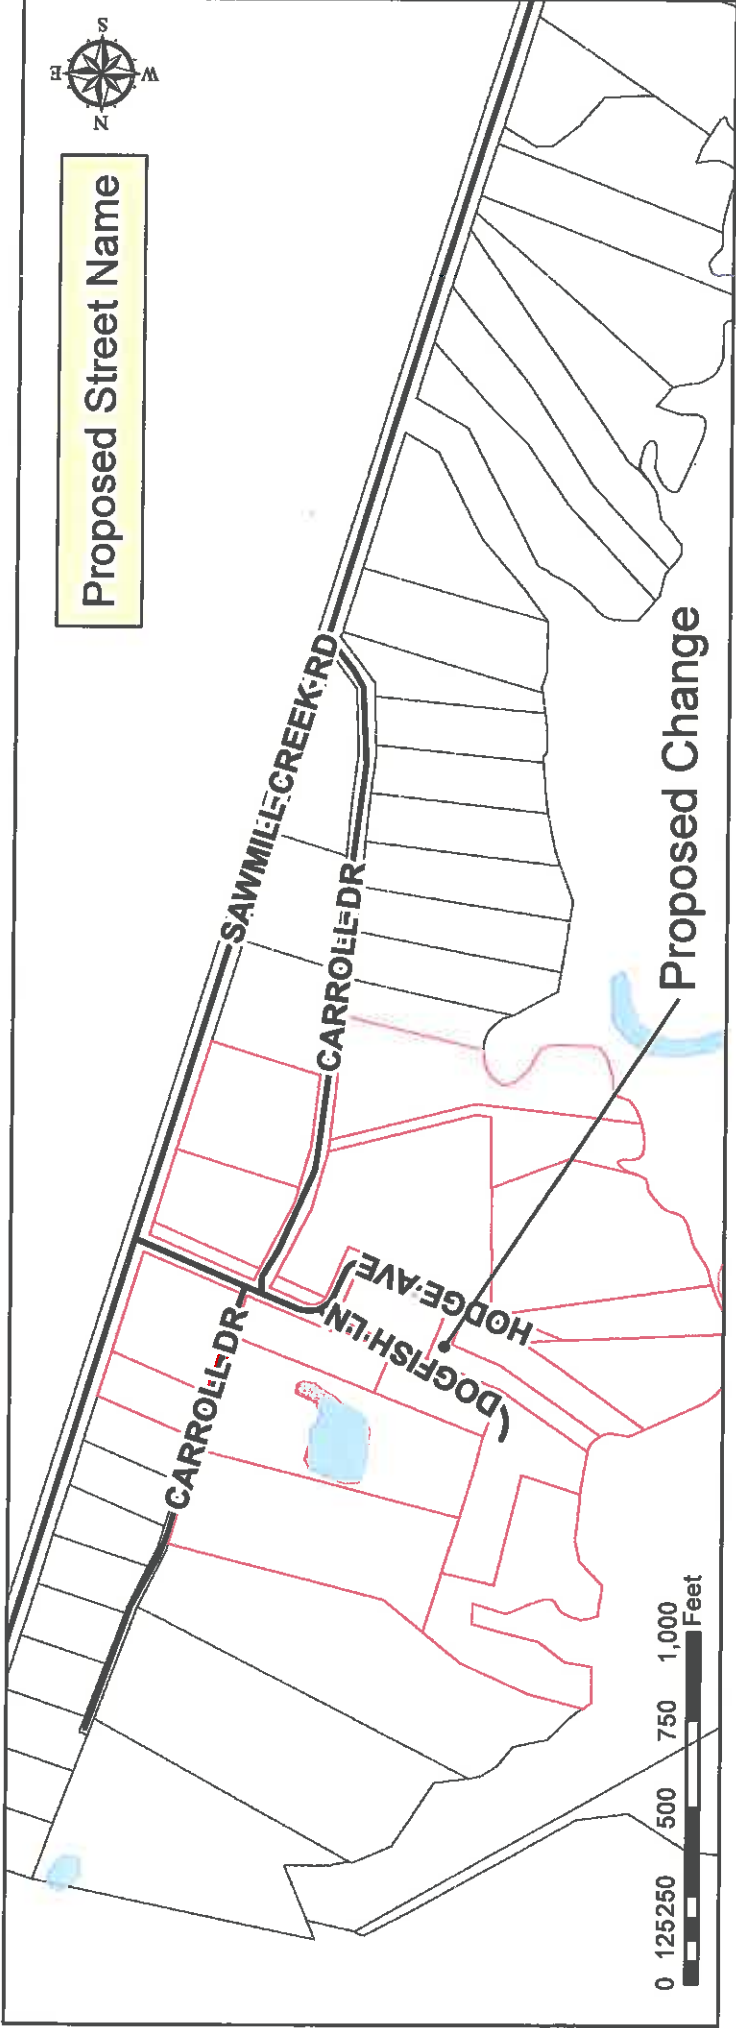 Proposed Street Name
N
E
S
W
SAWMILL CREEK RD
CARROLL DR
CARROLL DR
HODGE AVE
DOGFISH LN
Proposed Change
0 125 250 500 750 1,000
Feet